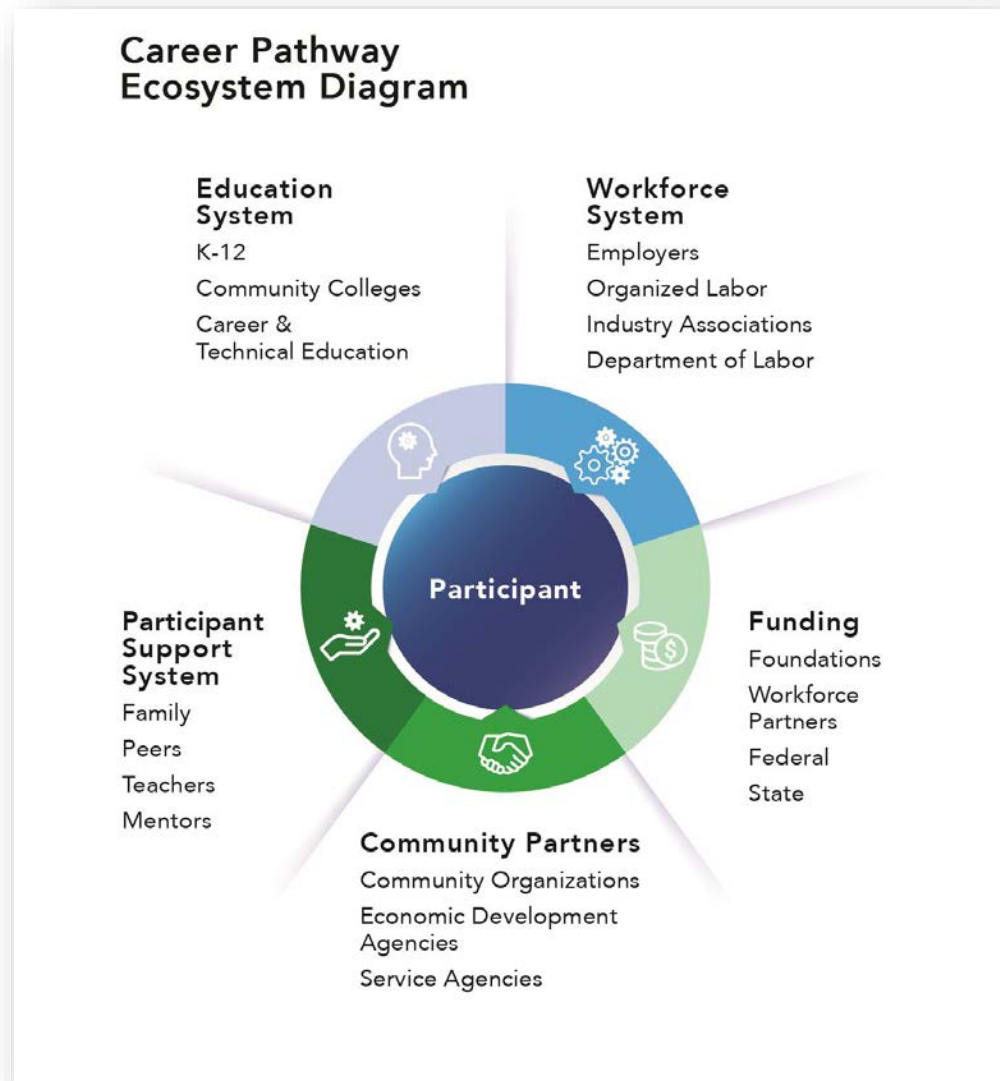 Career Pathway
Ecosystem Diagram
Education
System
K-12
Community Colleges
Career &
Technical Education
Workforce
System
Employers
Organized Labor
Industry Associations
Department of Labor
Participant
Participant
Support
System
Family
Peers
Teachers
Mentors
$
Funding
Foundations
Workforce
Partners
Federal
State
Community Partners
Community Organizations
Economic Development
Agencies
Service Agencies